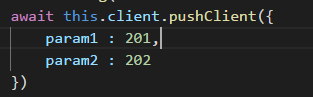 await this.client.pushClient({
    param1 : 201,
    param2 : 202
})